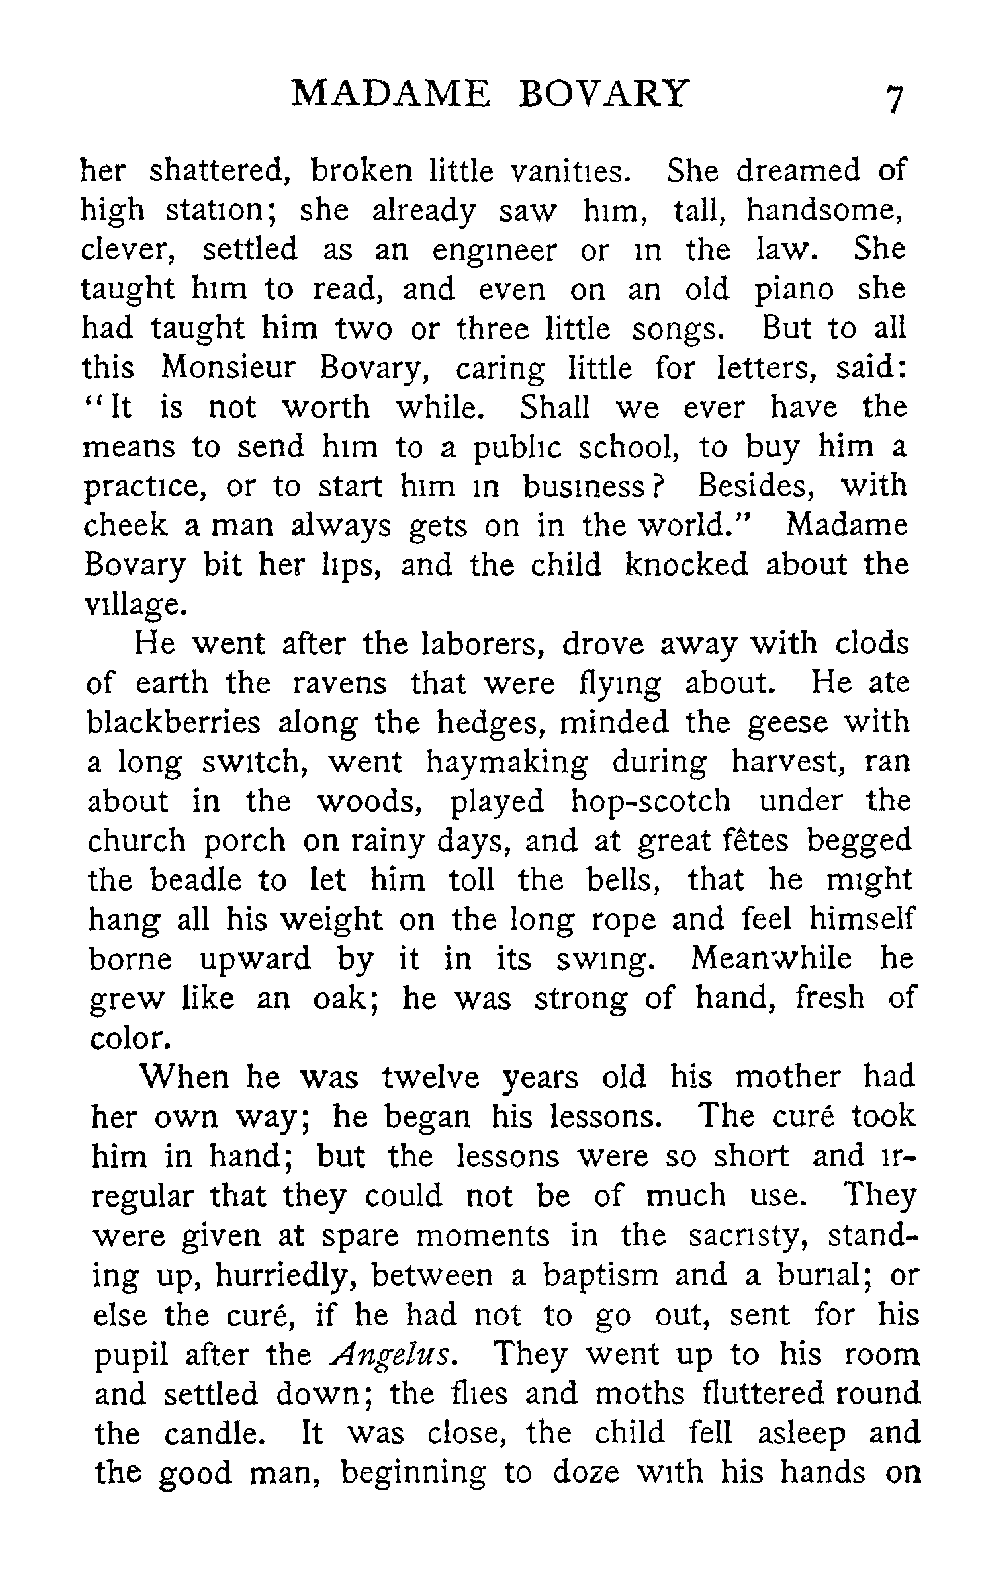 MADAME BOVARY 7
her shattered, broken little vanities. She dreamed of
high station; she already saw him, tall, handsome,
clever, settled as an engineer or in the law. She
taught him to read, and even on an old piano she
had taught him two or three little songs. But to all
this Monsieur Bovary, caring little for letters, said:
"It is not worth while. Shall we ever have the
means to send him to a public school, to buy him a
practice, or to start him in business? Besides, with
cheek a man always gets on in the world." Madame
Bovary bit her lips, and the child knocked about the
village.
He went after the laborers, drove away with clods
of earth the ravens that were flying about. He ate
blackberries along the hedges, minded the geese with
a long switch, went haymaking during harvest, ran
about in the woods, played hop-scotch under the
church porch on rainy days, and at great fêtes begged
the beadle to let him toll the bells, that he might
hang all his weight on the long rope and feel himself
borne upward by it in its swing. Meanwhile he
grew like an oak; he was strong of hand, fresh of
color.
When he was twelve years old his mother had
her own way; he began his lessons. The curé took
him in hand; but the lessons were so short and ir-
regular that they could not be of much use. They
were given at spare moments in the sacristy, stand-
ing up, hurriedly, between a baptism and a burial; or
else the curé, if he had not to go out, sent for his
pupil after the Angelus. They went up to his room
and settled down; the flies and moths fluttered round
the candle. It was close, the child fell asleep and
the good man, beginning to doze with his hands on